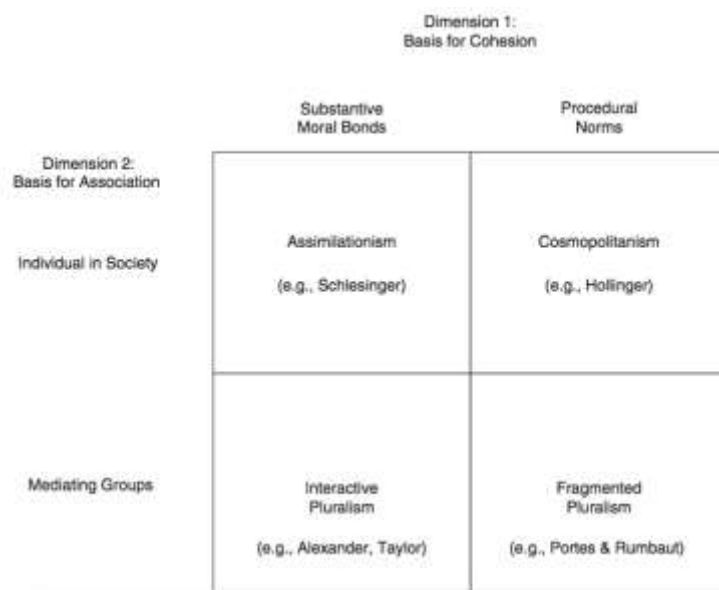 Dimension 1:
Basis for Cohesion
Substantive
Moral Bonds
Procedural
Norms
Dimension 2:
Basis for Association
Individual in Society
Assimilationism
(e.g., Schlesinger)
Cosmopolitanism
(e.g., Hollinger)
Mediating Groups
Interactive
Pluralism
(e.g., Alexander, Taylor)
Fragmented
Pluralism
(e.g., Portes & Rumbaut)